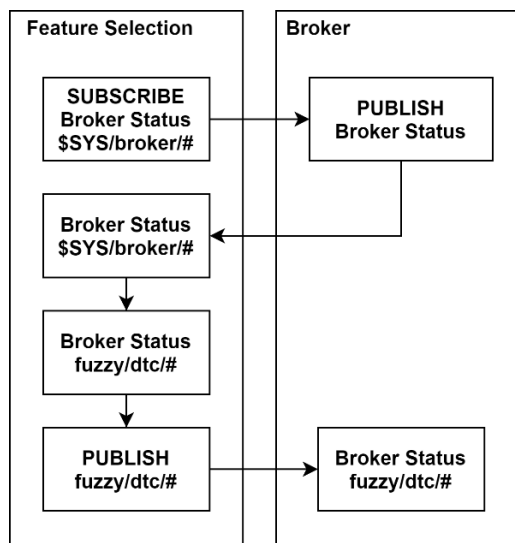 Feature Selection
Broker
SUBSCRIBE
Broker Status
$SYS/broker/#
PUBLISH
Broker Status
Broker Status
$SYS/broker/#
Broker Status
fuzzy/dtc/#
PUBLISH
fuzzy/dtc/#
Broker Status
fuzzy/dtc/#